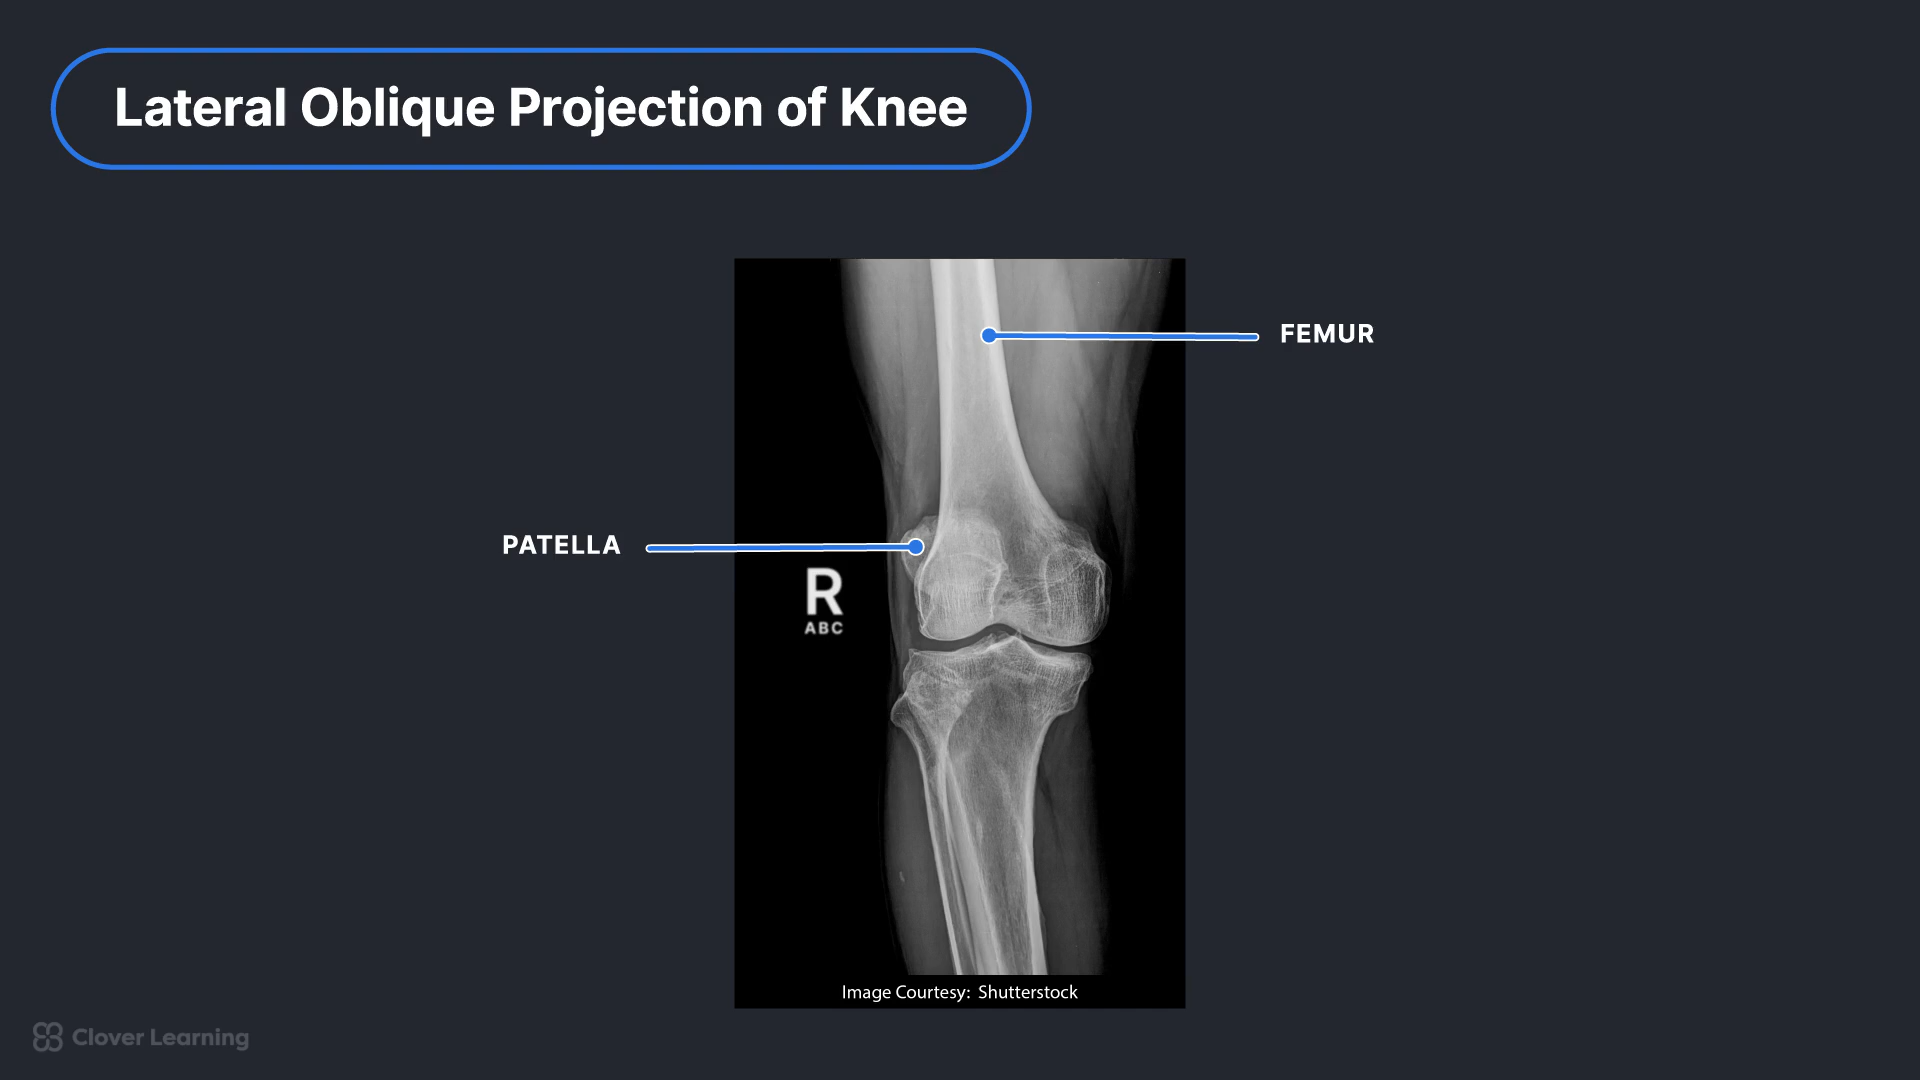 Lateral Oblique Projection of Knee
FEMUR
PATELLA
R
ABC
Image Courtesy: Shutterstock
Clover Learning